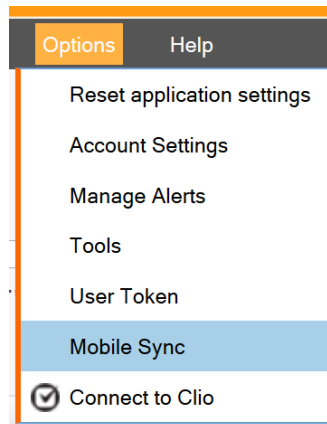 Options Help
Reset application settings
Account Settings
Manage Alerts
Tools
User Token
Mobile Sync
Connect to Clio